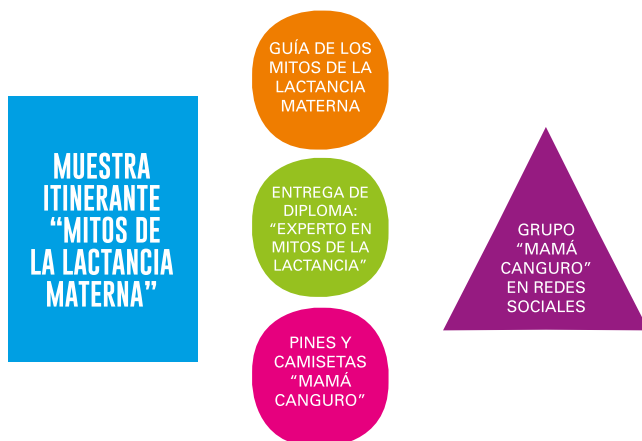 MUESTRA
ITINERANTE
“MITOS DE
LA LACTANCIA
MATERNA”
GUÍA DE LOS
MITOS DE LA
LACTANCIA
MATERNA
ENTREGA DE
DIPLOMA:
“EXPERTO EN
MITOS DE LA
LACTANCIA”
PINES Y
CAMISETAS
“MAMÁ
CANGURO”
GRUPO
“MAMÁ
CANGURO”
EN REDES
SOCIALES